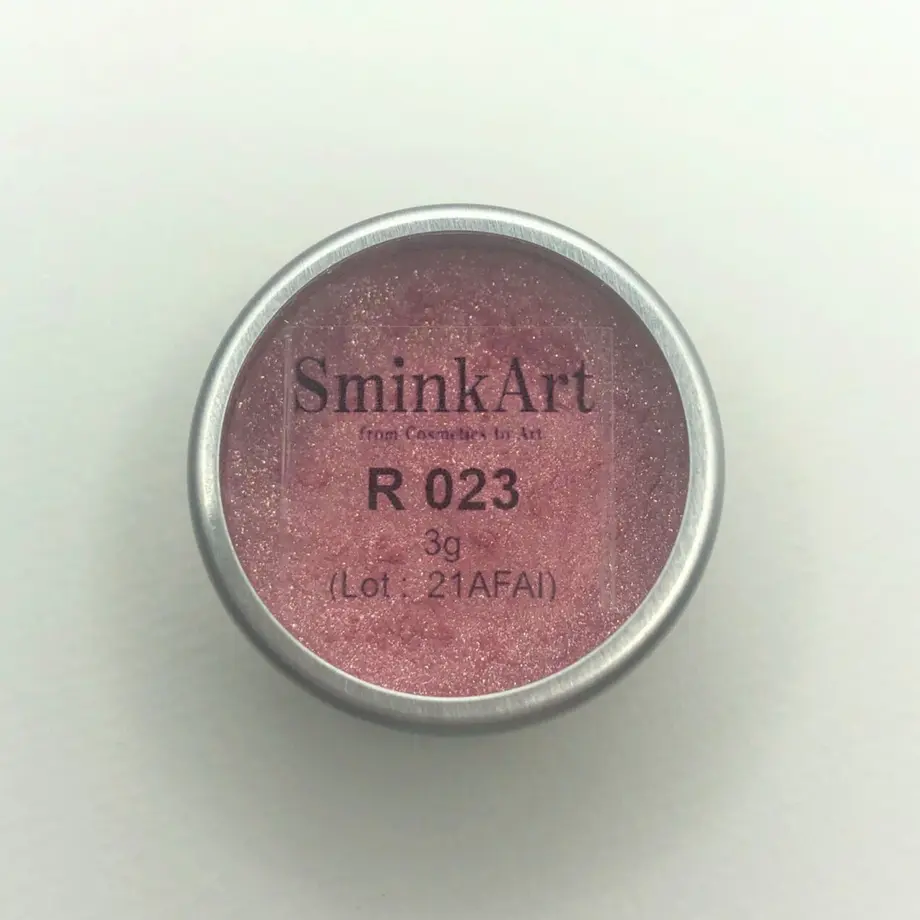 SminkArt
from Cosmetics to Art
R 023
3g
(Lot : 21AFAI)